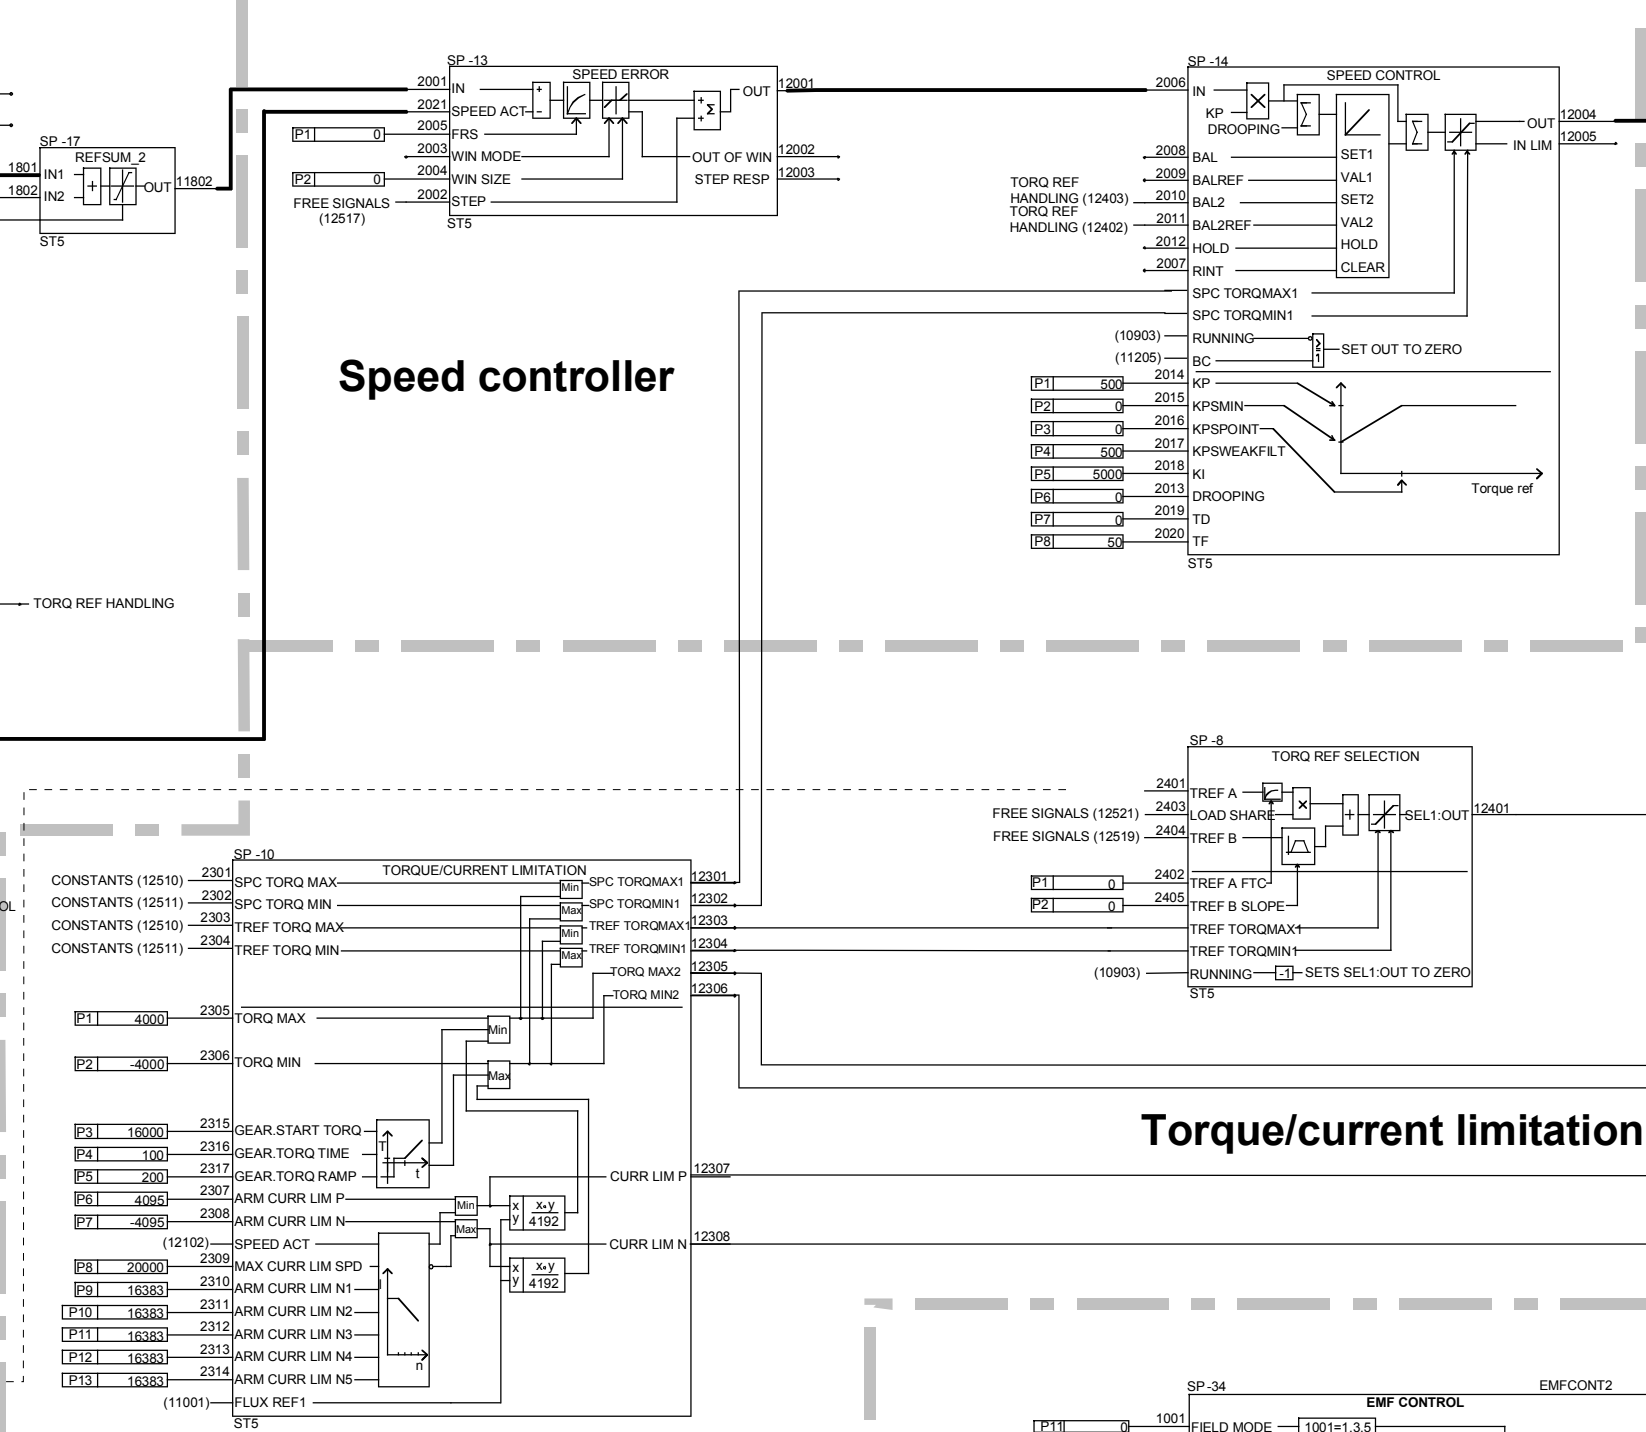 SP -17
REFSUM_2
1801 IN1
1802 IN2
OUT 11802
ST5
TORQ REF HANDLING
OL
SP -13
SPEED ERROR
2001 IN
2021 SPEED ACT
P1 0 2005 FRS
2003 WIN MODE
P2 0 2004 WIN SIZE
FREE SIGNALS
(12517)
2002 STEP
+
-
+
+
Σ
OUT 12001
OUT OF WIN 12002
STEP RESP 12003
ST5
Speed controller
SP -14
SPEED CONTROL
2006 IN
KP
DROOPING
X
Σ
Σ
OUT 12004
IN LIM 12005
2008 BAL SET1
2009 BALREF VAL1
TORQ REF
HANDLING (12403) 2010 BAL2 SET2
TORQ REF
HANDLING (12402) 2011 BAL2REF VAL2
2012 HOLD HOLD
2007 RINT CLEAR
SPC TORQMAX1
SPC TORQMIN1
(10903) RUNNING
≥1 SET OUT TO ZERO
(11205) BC
P1 500 2014 KP
P2 0 2015 KPSMIN
P3 0 2016 KPSPOINT
P4 500 2017 KPSWEAKFILT
P5 5000 2018 KI
P6 0 2013 DROOPING
P7 0 2019 TD
P8 50 2020 TF
Torque ref
ST5
SP -8
TORQ REF SELECTION
2401 TREF A
FREE SIGNALS (12521) 2403 LOAD SHARE
FREE SIGNALS (12519) 2404 TREF B
X
+
SEL1:OUT 12401
P1 0 2402 TREF A FTC
P2 0 2405 TREF B SLOPE
TREF TORQMAX1
TREF TORQMIN1
(10903) RUNNING -1 SETS SEL1:OUT TO ZERO
ST5
SP -10
TORQUE/CURRENT LIMITATION
CONSTANTS (12510) 2301 SPC TORQ MAX Min SPC TORQMAX1 12301
CONSTANTS (12511) 2302 SPC TORQ MIN Max SPC TORQMIN1 12302
CONSTANTS (12510) 2303 TREF TORQ MAX Min TREF TORQMAX1 12303
CONSTANTS (12511) 2304 TREF TORQ MIN Max TREF TORQMIN1 12304
TORQ MAX2 12305
TORQ MIN2 12306
P1 4000 2305 TORQ MAX Min
P2 -4000 2306 TORQ MIN Max
P3 16000 2315 GEAR.START TORQ
P4 100 2316 GEAR.TORQ TIME
P5 200 2317 GEAR.TORQ RAMP
T
t
CURR LIM P 12307
P6 4095 2307 ARM CURR LIM P Min
P7 -4095 2308 ARM CURR LIM N Max
x
y
x•y
4192
(12102) SPEED ACT
CURR LIM N 12308
P8 20000 2309 MAX CURR LIM SPD
x
y
x•y
4192
P9 16383 2310 ARM CURR LIM N1
P10 16383 2311 ARM CURR LIM N2
P11 16383 2312 ARM CURR LIM N3
P12 16383 2313 ARM CURR LIM N4
P13 16383 2314 ARM CURR LIM N5
I
n
(11001) FLUX REF1
ST5
Torque/current limitation
SP -34
EMFCONT2
EMF CONTROL
P11 0 1001 FIELD MODE 1001=1,3,5